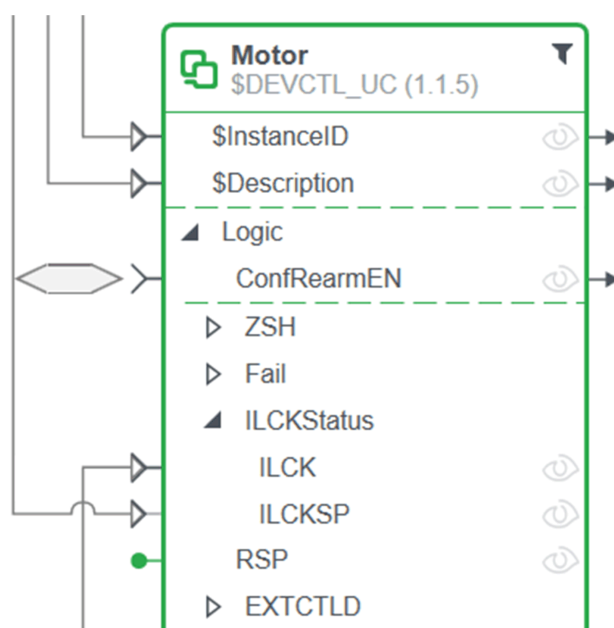 Motor
$DEVCTL_UC (1.1.5)
$InstanceID
$Description
Logic
ConfRearmEN
ZSH
Fail
ILCKStatus
ILCK
ILCKSP
RSP
EXTCTLD